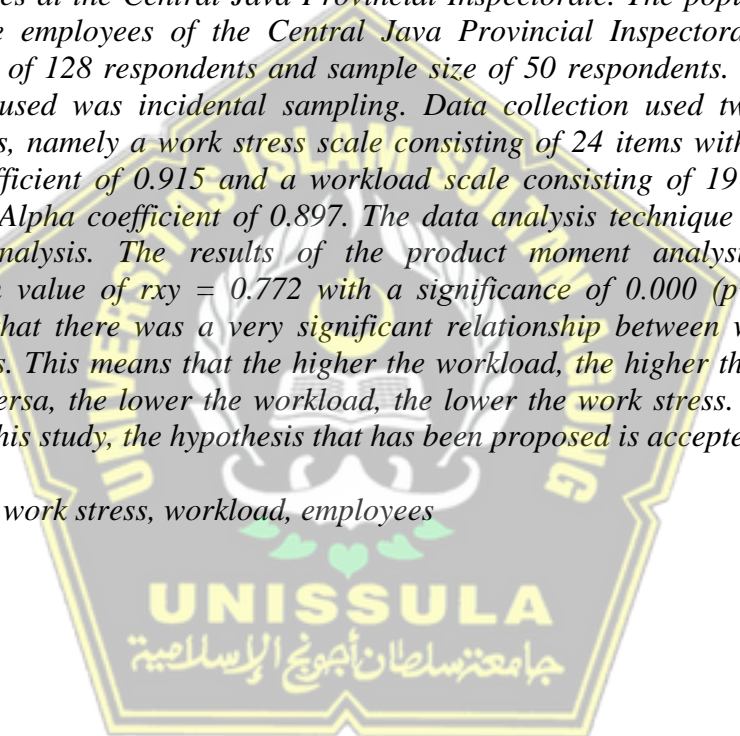 es at the Central Java Provincial Inspectorate. The popu
e employees of the Central Java Provincial Inspectora
of 128 respondents and sample size of 50 respondents.
used was incidental sampling. Data collection used tw
s, namely a work stress scale consisting of 24 items with
fficient of 0.915 and a workload scale consisting of 19
Alpha coefficient of 0.897. The data analysis technique
nalysis. The results of the product moment analys
value of rxy = 0.772 with a significance of 0.000 (p
hat there was a very significant relationship between w
s. This means that the higher the workload, the higher th
ersa, the lower the workload, the lower the work stress.
his study, the hypothesis that has been proposed is accepte
work stress, workload, employees
UNIVERSITAS ISLAM SULTAN AGUNG
UNISSULA
جامعة سلطان أجونج الإسلامية